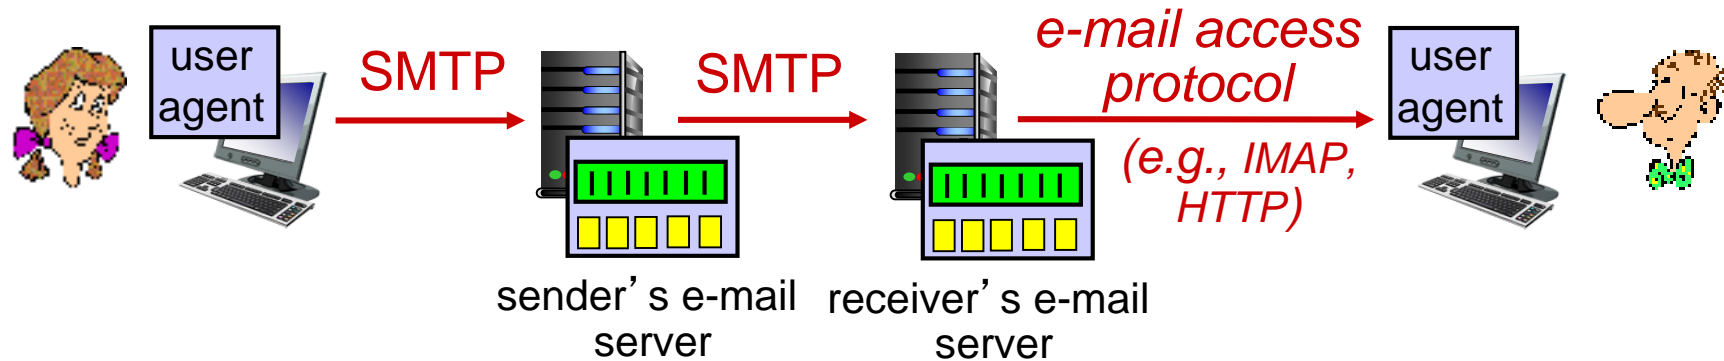 user
agent
SMTP
SMTP
e-mail access
protocol
(e.g., IMAP,
HTTP)
user
agent
sender’s e-mail
server
receiver’s e-mail
server